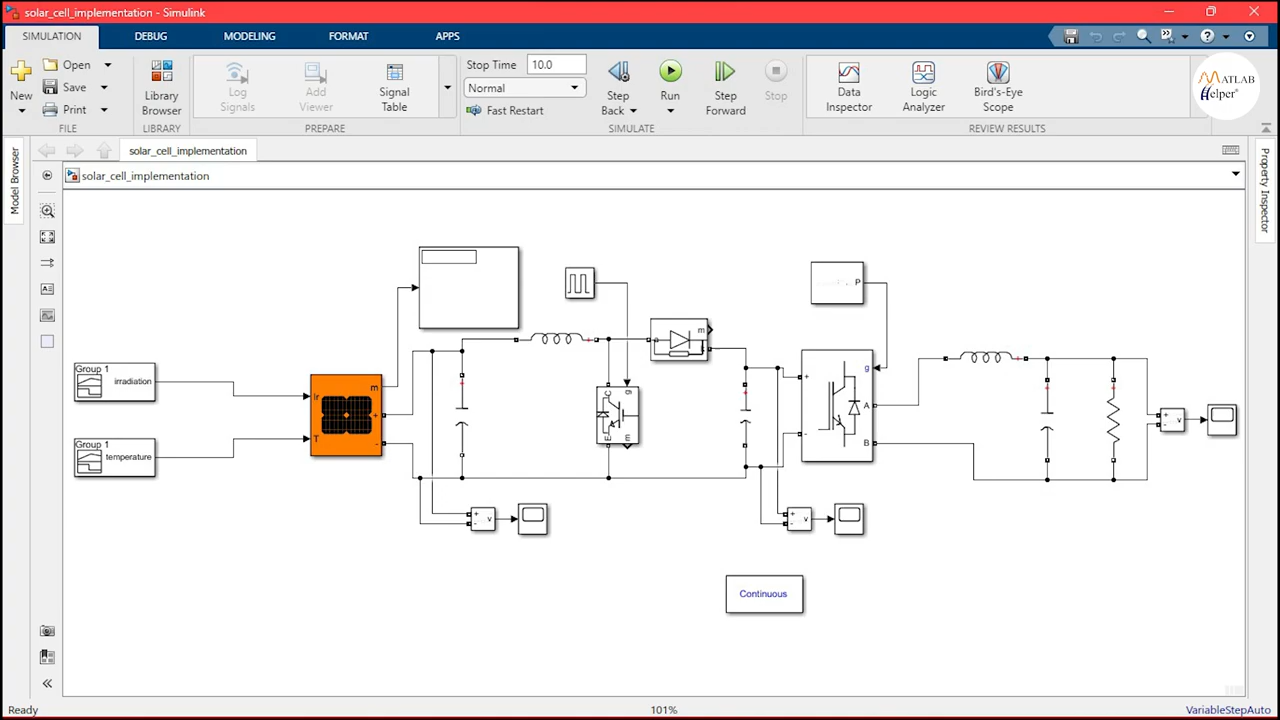 solar_cell_implementation - Simulink
SIMULATION
DEBUG
MODELING
FORMAT
APPS
New
Open
Save
Print
FILE
Library
Browser
LIBRARY
Log
Signals
Add
Viewer
Signal
Table
PREPARE
Stop Time
10.0
Normal
Fast Restart
Step
Back
Run
Step
Forward
Stop
SIMULATE
Data
Inspector
Logic
Analyzer
Bird's-Eye
Scope
REVIEW RESULTS
MATLAB
Helper®
Model Browser
solar_cell_implementation
solar_cell_implementation
Property Inspector
Group 1
irradiation
Group 1
temperature
Ir
T
m
+
-
g
C
E
m
a
k
m
P
g
+
-
A
B
+
-
v
+
-
v
+
-
v
Continuous
Ready
101%
VariableStepAuto